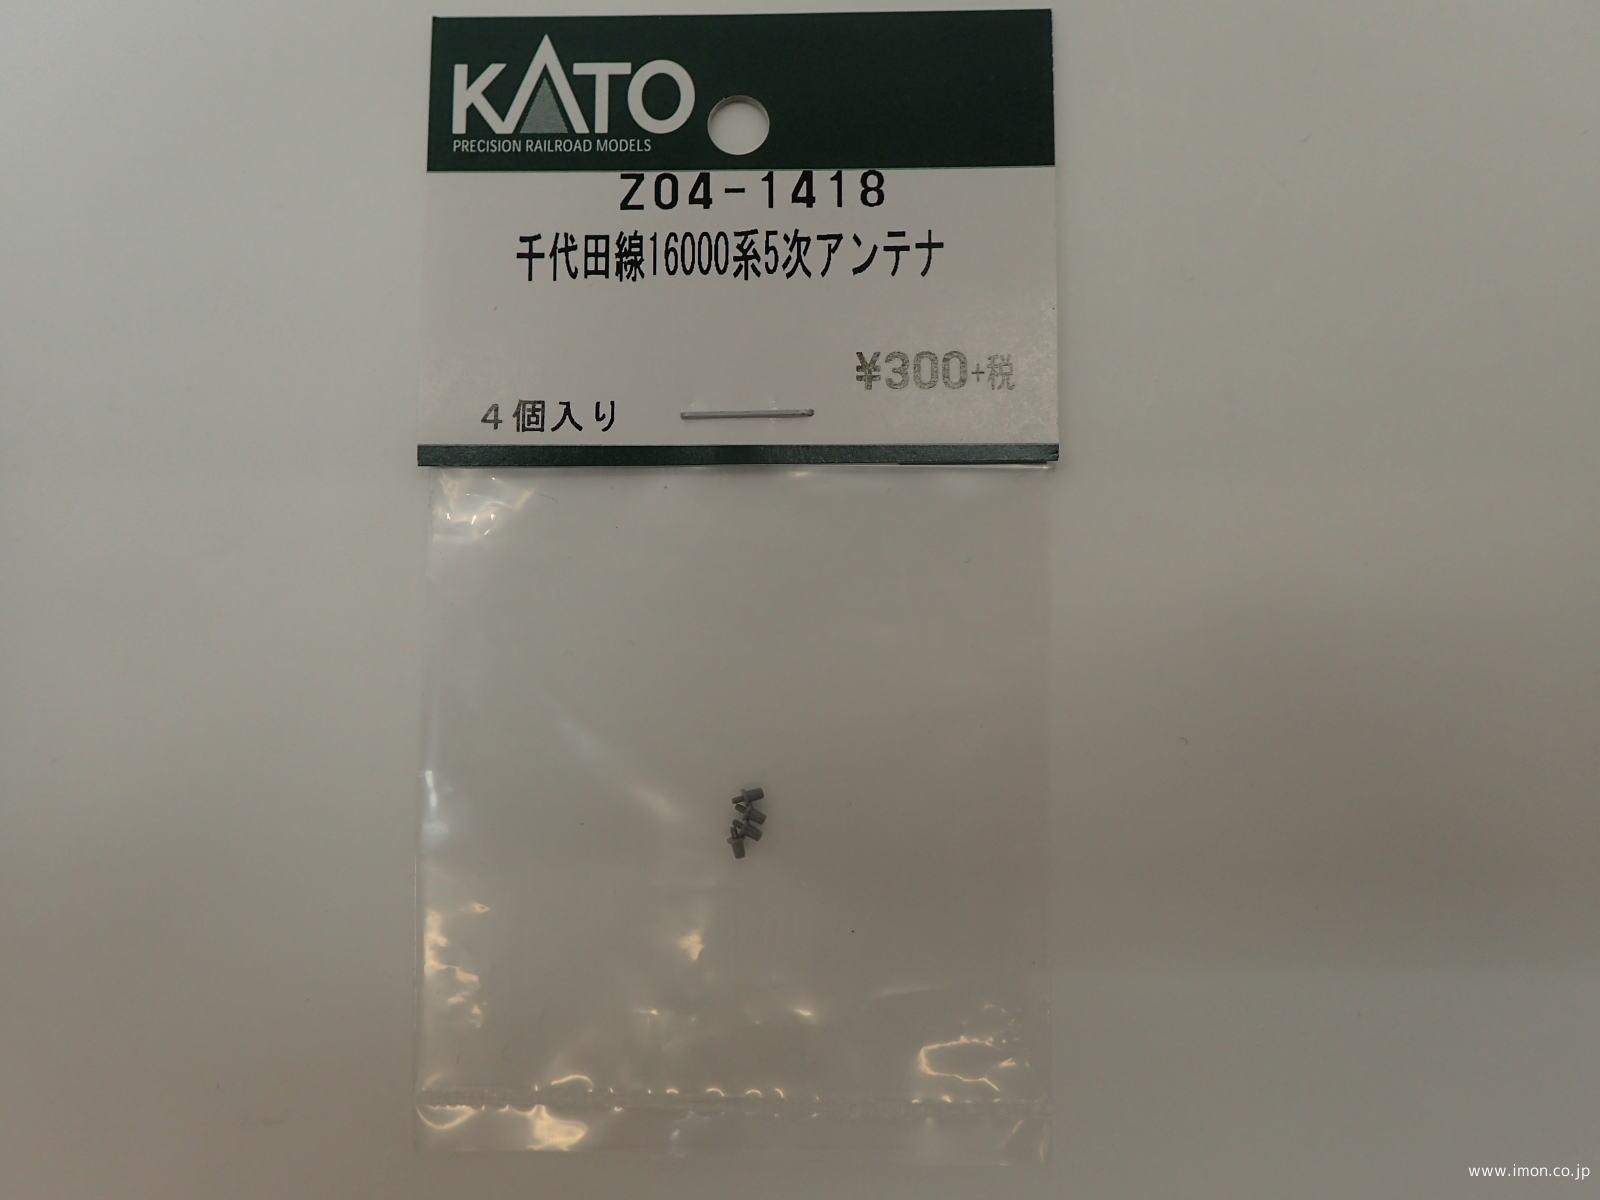 KATO
PRECISION RAILROAD MODELS
Z04-1418
千代田線16000系5次アンテナ
¥300+税
4個入り
www.imon.co.jp